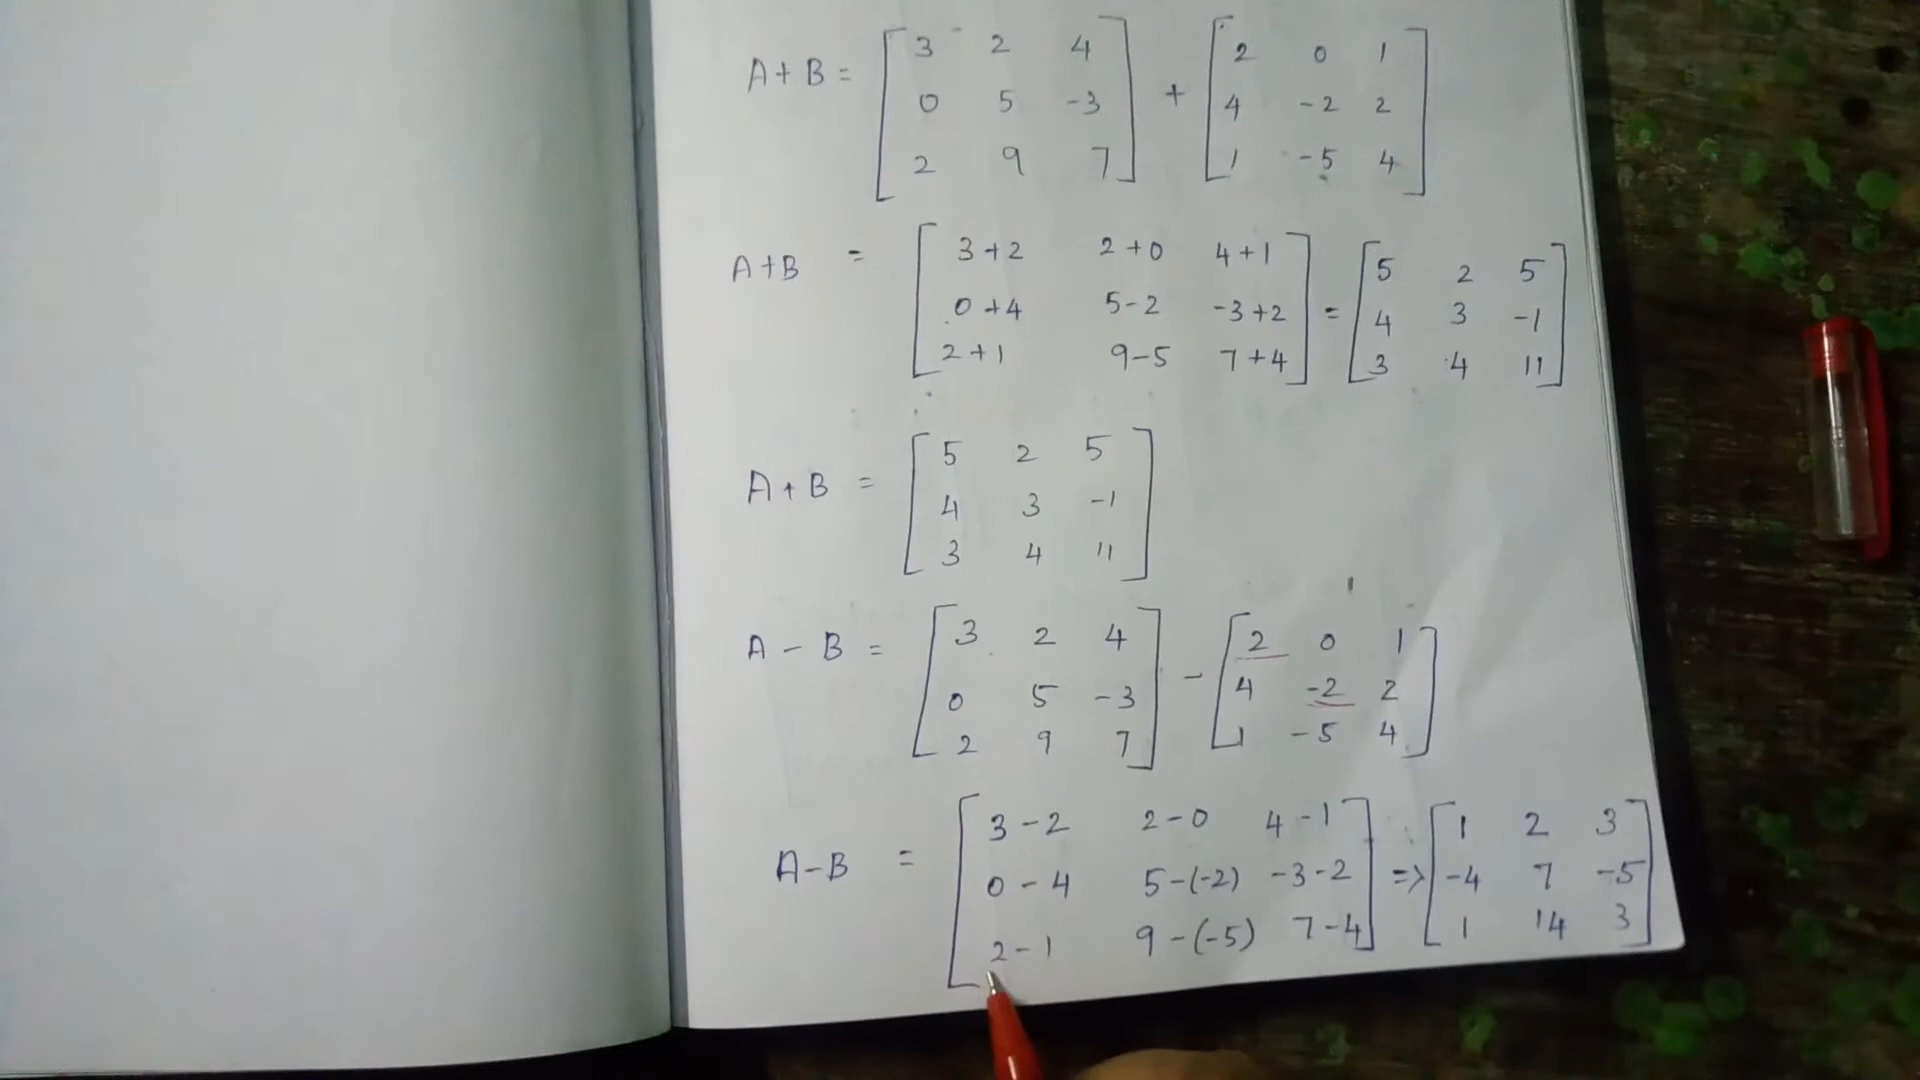 A+B = [ 3 2 4 ] + [ 2 0 1 ]
[ 0 5 -3 ] [ 4 -2 2 ]
[ 2 9 7 ] [ 1 -5 4 ]
A+B = [ 3+2 2+0 4+1 ] = [ 5 2 5 ]
[ 0+4 5-2 -3+2 ] [ 4 3 -1 ]
[ 2+1 9-5 7+4 ] [ 3 4 11 ]
A+B = [ 5 2 5 ]
[ 4 3 -1 ]
[ 3 4 11 ]
A-B = [ 3 2 4 ] - [ 2 0 1 ]
[ 0 5 -3 ] [ 4 -2 2 ]
[ 2 9 7 ] [ 1 -5 4 ]
A-B = [ 3-2 2-0 4-1 ] => [ 1 2 3 ]
[ 0-4 5-(-2) -3-2 ] [ -4 7 -5 ]
[ 2-1 9-(-5) 7-4 ] [ 1 14 3 ]